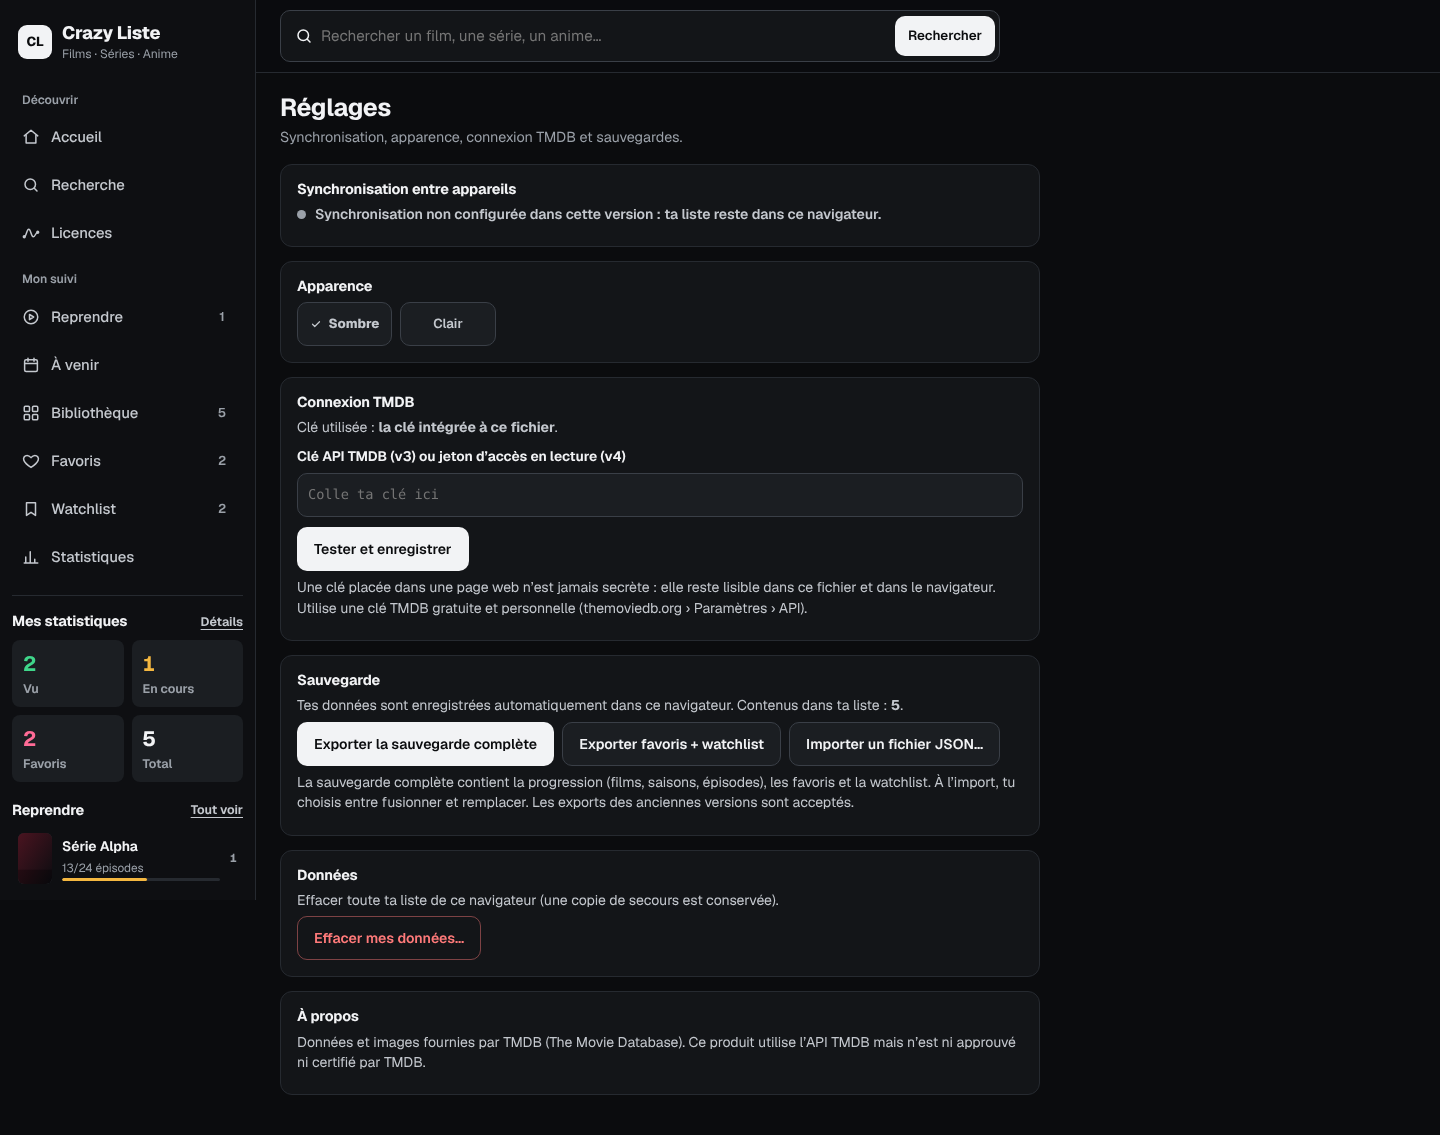 CL
Crazy Liste
Films · Séries · Anime
Découvrir
Accueil
Recherche
Licences
Mon suivi
Reprendre 1
À venir
Bibliothèque 5
Favoris 2
Watchlist 2
Statistiques
Mes statistiques Détails
2 1
Vu En cours
2 5
Favoris Total
Reprendre Tout voir
Série Alpha
13/24 épisodes
1
Rechercher un film, une série, un anime...
Rechercher
Réglages
Synchronisation, apparence, connexion TMDB et sauvegardes.
Synchronisation entre appareils
Synchronisation non configurée dans cette version : ta liste reste dans ce navigateur.
Apparence
Sombre Clair
Connexion TMDB
Clé utilisée : la clé intégrée à ce fichier.
Clé API TMDB (v3) ou jeton d’accès en lecture (v4)
Colle ta clé ici
Tester et enregistrer
Une clé placée dans une page web n’est jamais secrète : elle reste lisible dans ce fichier et dans le navigateur.
Utilise une clé TMDB gratuite et personnelle (themoviedb.org › Paramètres › API).
Sauvegarde
Tes données sont enregistrées automatiquement dans ce navigateur. Contenus dans ta liste : 5.
Exporter la sauvegarde complète Exporter favoris + watchlist Importer un fichier JSON...
La sauvegarde complète contient la progression (films, saisons, épisodes), les favoris et la watchlist. À l’import, tu
choisis entre fusionner et remplacer. Les exports des anciennes versions sont acceptés.
Données
Effacer toute ta liste de ce navigateur (une copie de secours est conservée).
Effacer mes données...
À propos
Données et images fournies par TMDB (The Movie Database). Ce produit utilise l’API TMDB mais n’est ni approuvé
ni certifié par TMDB.